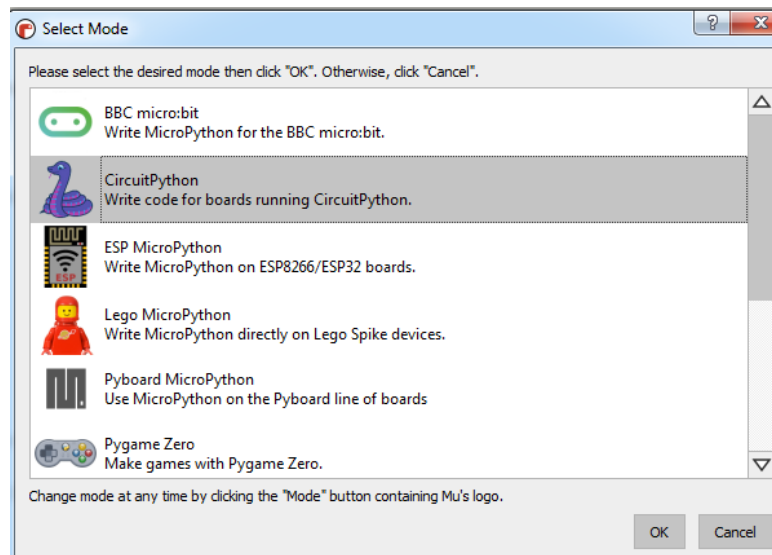 Select Mode
Please select the desired mode then click "OK". Otherwise, click "Cancel".
BBC micro:bit
Write MicroPython for the BBC micro:bit.
CircuitPython
Write code for boards running CircuitPython.
ESP MicroPython
Write MicroPython on ESP8266/ESP32 boards.
ESP
Lego MicroPython
Write MicroPython directly on Lego Spike devices.
Pyboard MicroPython
Use MicroPython on the Pyboard line of boards
Pygame Zero
Make games with Pygame Zero.
Change mode at any time by clicking the "Mode" button containing Mu's logo.
OK Cancel